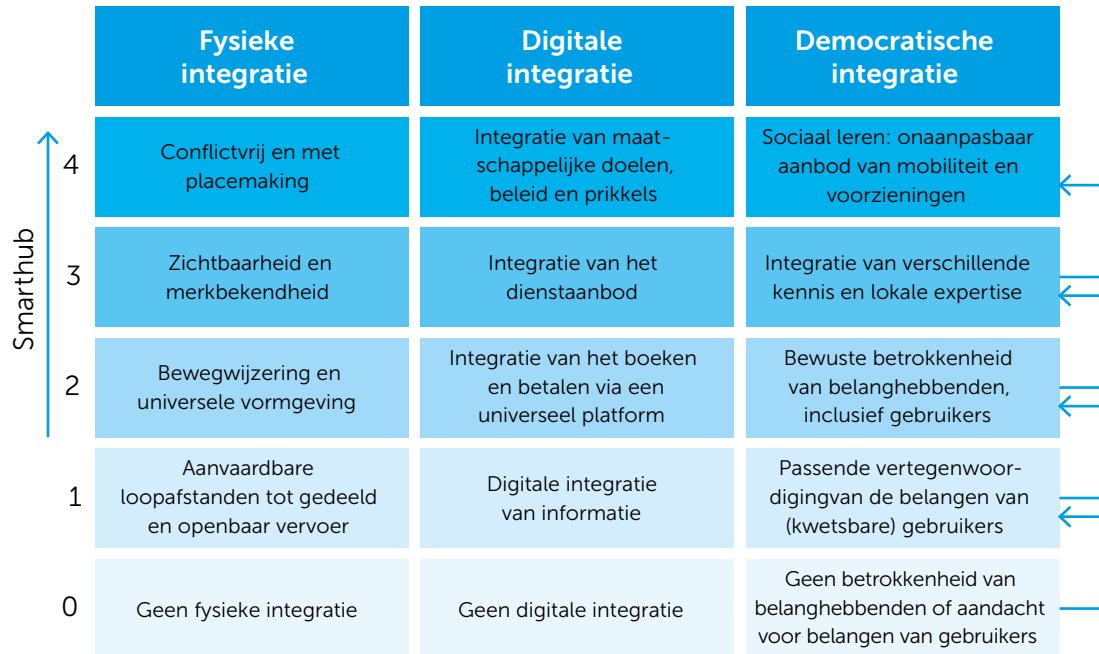 Fysieke
integratie
Digitale
integratie
Democratische
integratie
Smarthub
4
Conflictvrij en met
placemaking
Integratie van maat-
schappelijke doelen,
beleid en prikkels
Sociaal leren: onaanpasbaar
aanbod van mobiliteit en
voorzieningen
3
Zichtbaarheid en
merkbekendheid
Integratie van het
dienstaanbod
Integratie van verschillende
kennis en lokale expertise
2
Bewegwijzering en
universele vormgeving
Integratie van het boeken
en betalen via een
universeel platform
Bewuste betrokkenheid
van belanghebbenden,
inclusief gebruikers
1
Aanvaardbare
loopafstanden tot gedeeld
en openbaar vervoer
Digitale integratie
van informatie
Passende vertegenwoor-
digingvan de belangen van
(kwetsbare) gebruikers
0
Geen fysieke integratie
Geen digitale integratie
Geen betrokkenheid van
belanghebbenden of aandacht
voor belangen van gebruikers